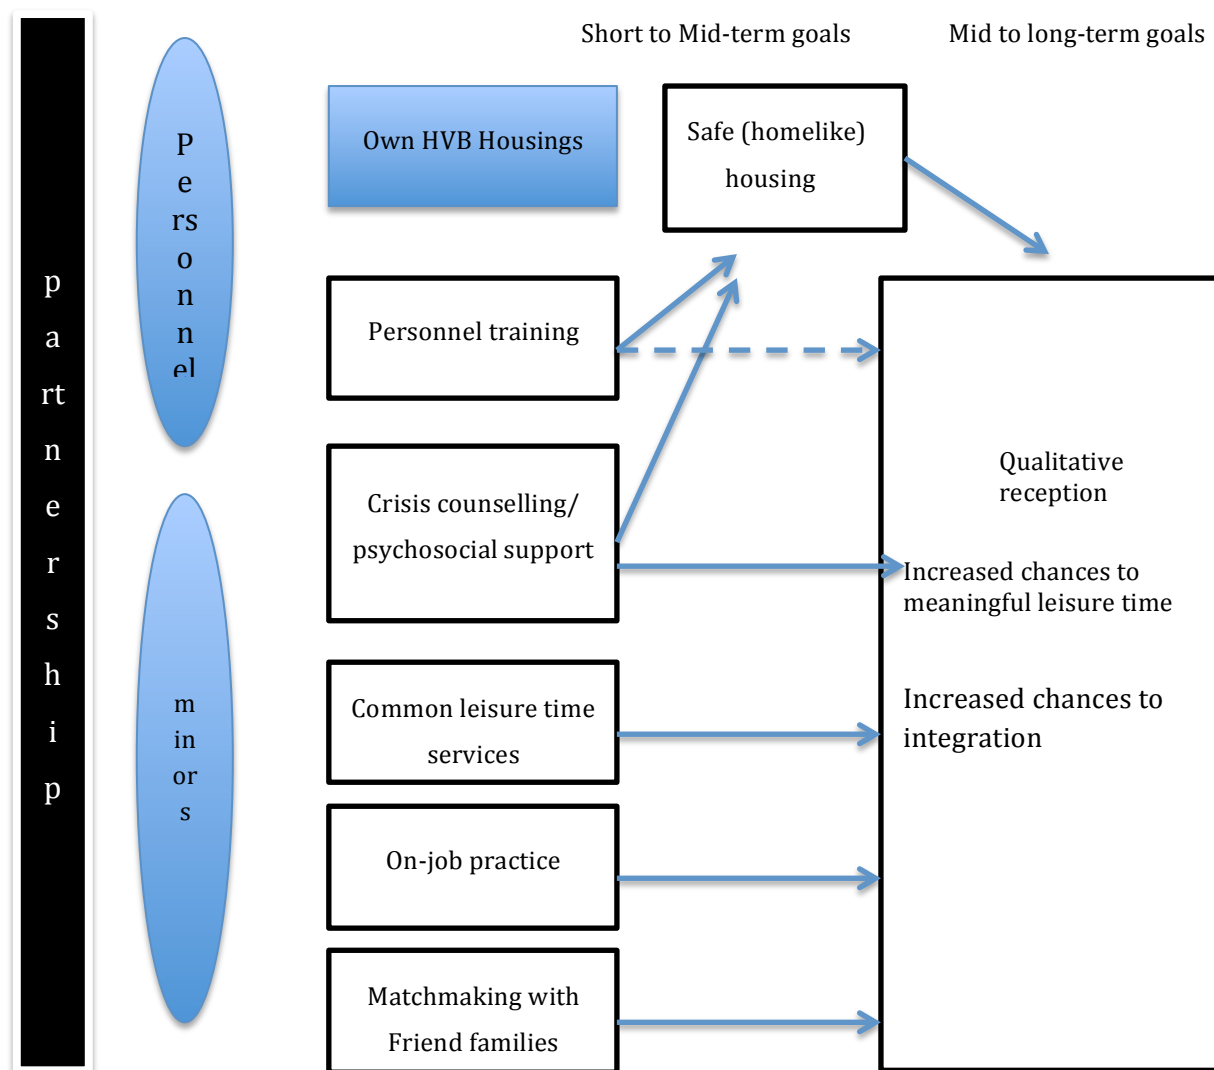 Short to Mid-term goals
Mid to long-term goals
p
a
rt
n
e
r
s
h
i
p
P
e
rs
o
n
n
el
m
in
or
s
Own HVB Housings
Safe (homelike)
housing
Personnel training
Crisis counselling/
psychosocial support
Common leisure time
services
On-job practice
Matchmaking with
Friend families
Qualitative
reception
Increased chances to
meaningful leisure time
Increased chances to
integration